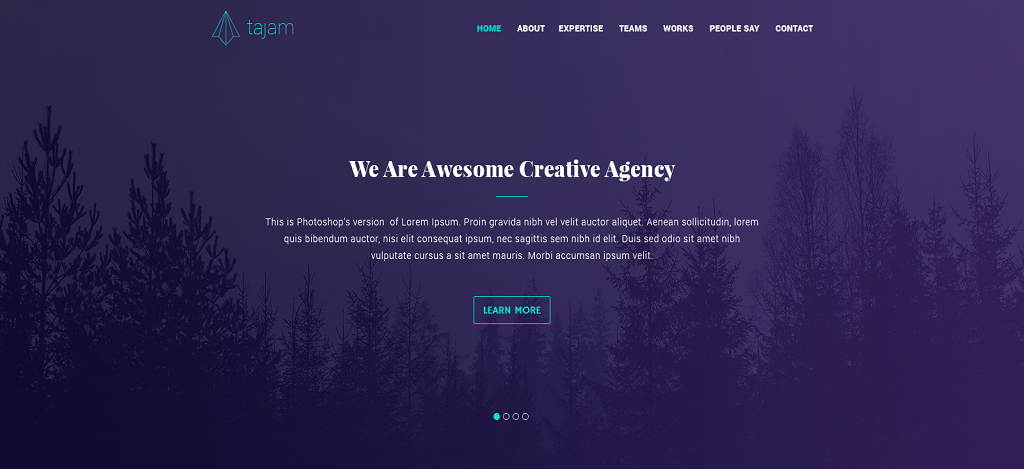 tajam
HOME ABOUT EXPERTISE TEAMS WORKS PEOPLE SAY CONTACT
We Are Awesome Creative Agency
This is Photoshop's version of Lorem Ipsum. Proin gravida nibh vel velit auctor aliquet. Aenean sollicitudin, lorem
quis bibendum auctor, nisi elit consequat ipsum, nec sagittis sem nibh id elit. Duis sed odio sit amet nibh
vulputate cursus a sit amet mauris. Morbi accumsan ipsum velit.
LEARN MORE